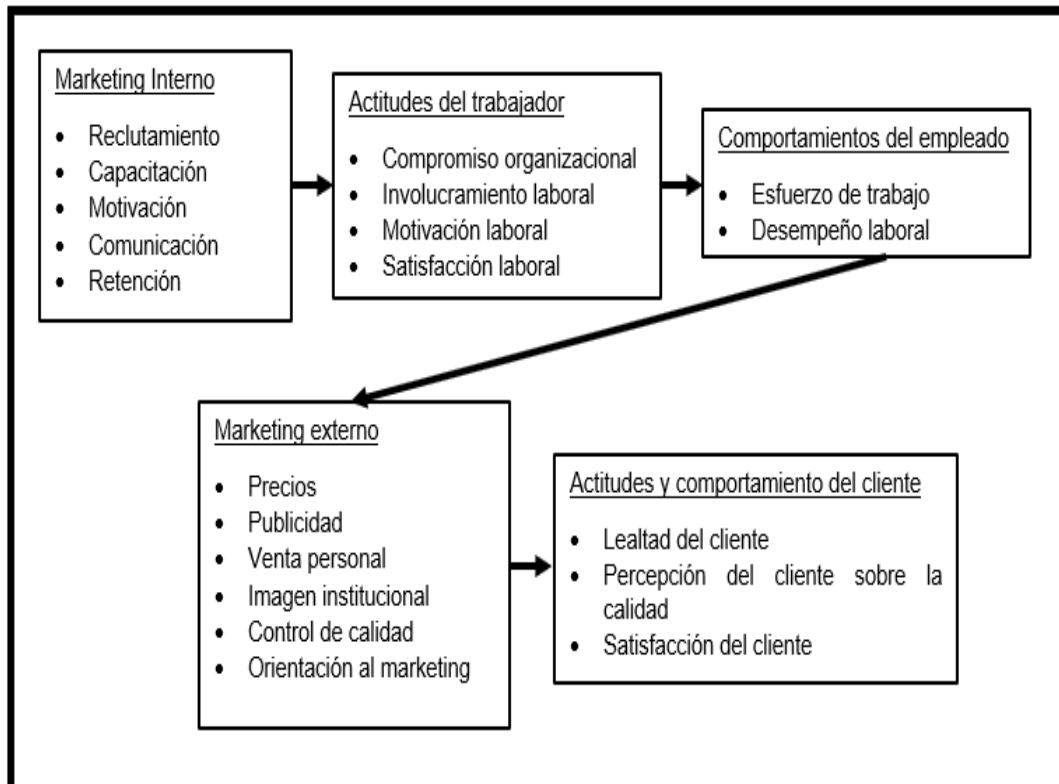 Marketing Interno
• Reclutamiento
• Capacitación
• Motivación
• Comunicación
• Retención
Actitudes del trabajador
• Compromiso organizacional
• Involucramiento laboral
• Motivación laboral
• Satisfacción laboral
Comportamientos del empleado
• Esfuerzo de trabajo
• Desempeño laboral
Marketing externo
• Precios
• Publicidad
• Venta personal
• Imagen institucional
• Control de calidad
• Orientación al marketing
Actitudes y comportamiento del cliente
• Lealtad del cliente
• Percepción del cliente sobre la
calidad
• Satisfacción del cliente